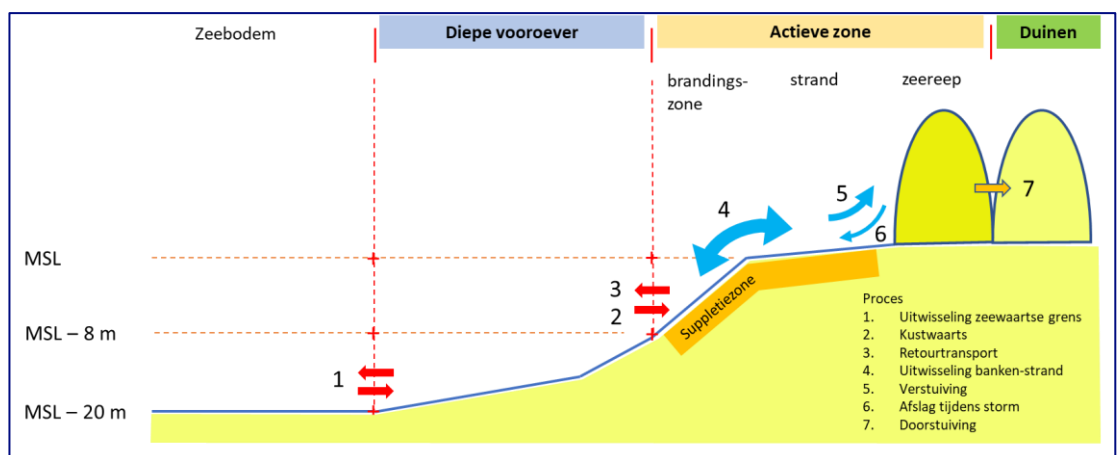 Zeebodem
Diepe vooroever
Actieve zone
Duinen
brandings-
zone
strand
zeereep
5
7
4
6
MSL
3
2
Suppletiezone
MSL – 8 m
1
MSL – 20 m
Proces
1. Uitwisseling zeewaartse grens
2. Kustwaarts
3. Retourtransport
4. Uitwisseling banken-strand
5. Verstuiving
6. Afslag tijdens storm
7. Doorstuiving